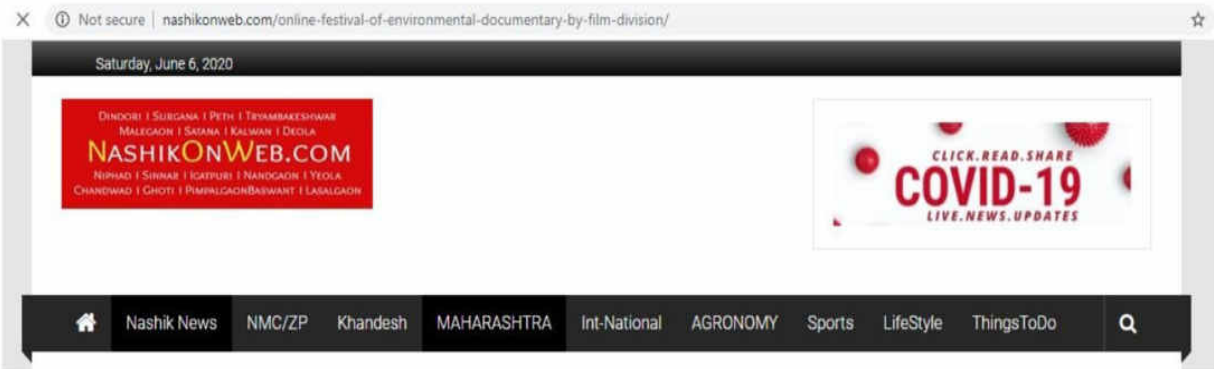 Not secure | nashikonweb.com/online-festival-of-environmental-documentary-by-film-division/
Saturday, June 6, 2020
DINDORI I SURGANA I PETH I TRYAMBAKESHWAR
MALEGAON I SATANA I KALWAN I DEOLA
NASHIKONWEB.COM
NIPHAD I SINNAR I IGATPURI I NANDGAON I YEOLA
CHANDWAD I GHOTI I PIMPALGAONBASWANT I LASALGAON
CLICK.READ.SHARE
COVID-19
LIVE.NEWS.UPDATES
Nashik News NMC/ZP Khandesh MAHARASHTRA Int-National AGRONOMY Sports LifeStyle ThingsToDo